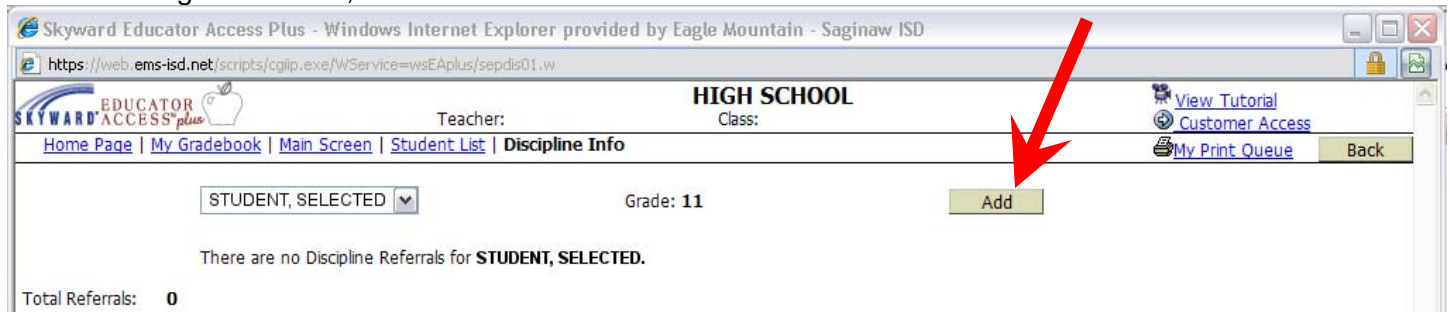 Skyward Educator Access Plus - Windows Internet Explorer provided by Eagle Mountain - Saginaw ISD
https://web.ems-isd.net/scripts/cgiip.exe/WService=wsEAplus/sepdis01.w
HIGH SCHOOL
SKYWARD EDUCATOR ACCESS plus
Teacher: Class:
View Tutorial
Customer Access
Home Page | My Gradebook | Main Screen | Student List | Discipline Info
My Print Queue Back
STUDENT, SELECTED Grade: 11 Add
There are no Discipline Referrals for STUDENT, SELECTED.
Total Referrals: 0